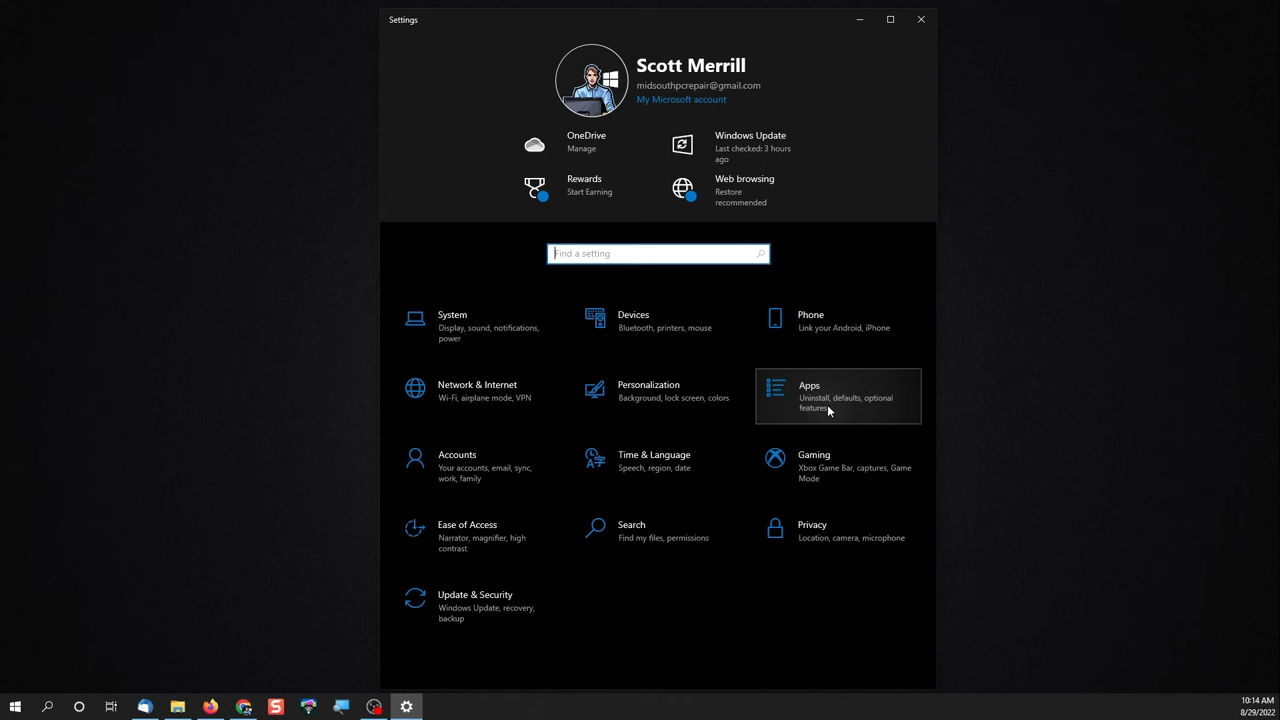 Settings
Scott Merrill
midsouthpcrepair@gmail.com
My Microsoft account
OneDrive
Manage
Windows Update
Last checked: 3 hours
ago
Rewards
Start Earning
Web browsing
Restore
recommended
Find a setting
System
Display, sound, notifications,
power
Devices
Bluetooth, printers, mouse
Phone
Link your Android, iPhone
Network & Internet
Wi-Fi, airplane mode, VPN
Personalization
Background, lock screen, colors
Apps
Uninstall, defaults, optional
features
Accounts
Your accounts, email, sync,
work, family
Time & Language
Speech, region, date
Gaming
Xbox Game Bar, captures, Game
Mode
Ease of Access
Narrator, magnifier, high
contrast
Search
Find my files, permissions
Privacy
Location, camera, microphone
Update & Security
Windows Update, recovery,
backup
10:14 AM
8/29/2022